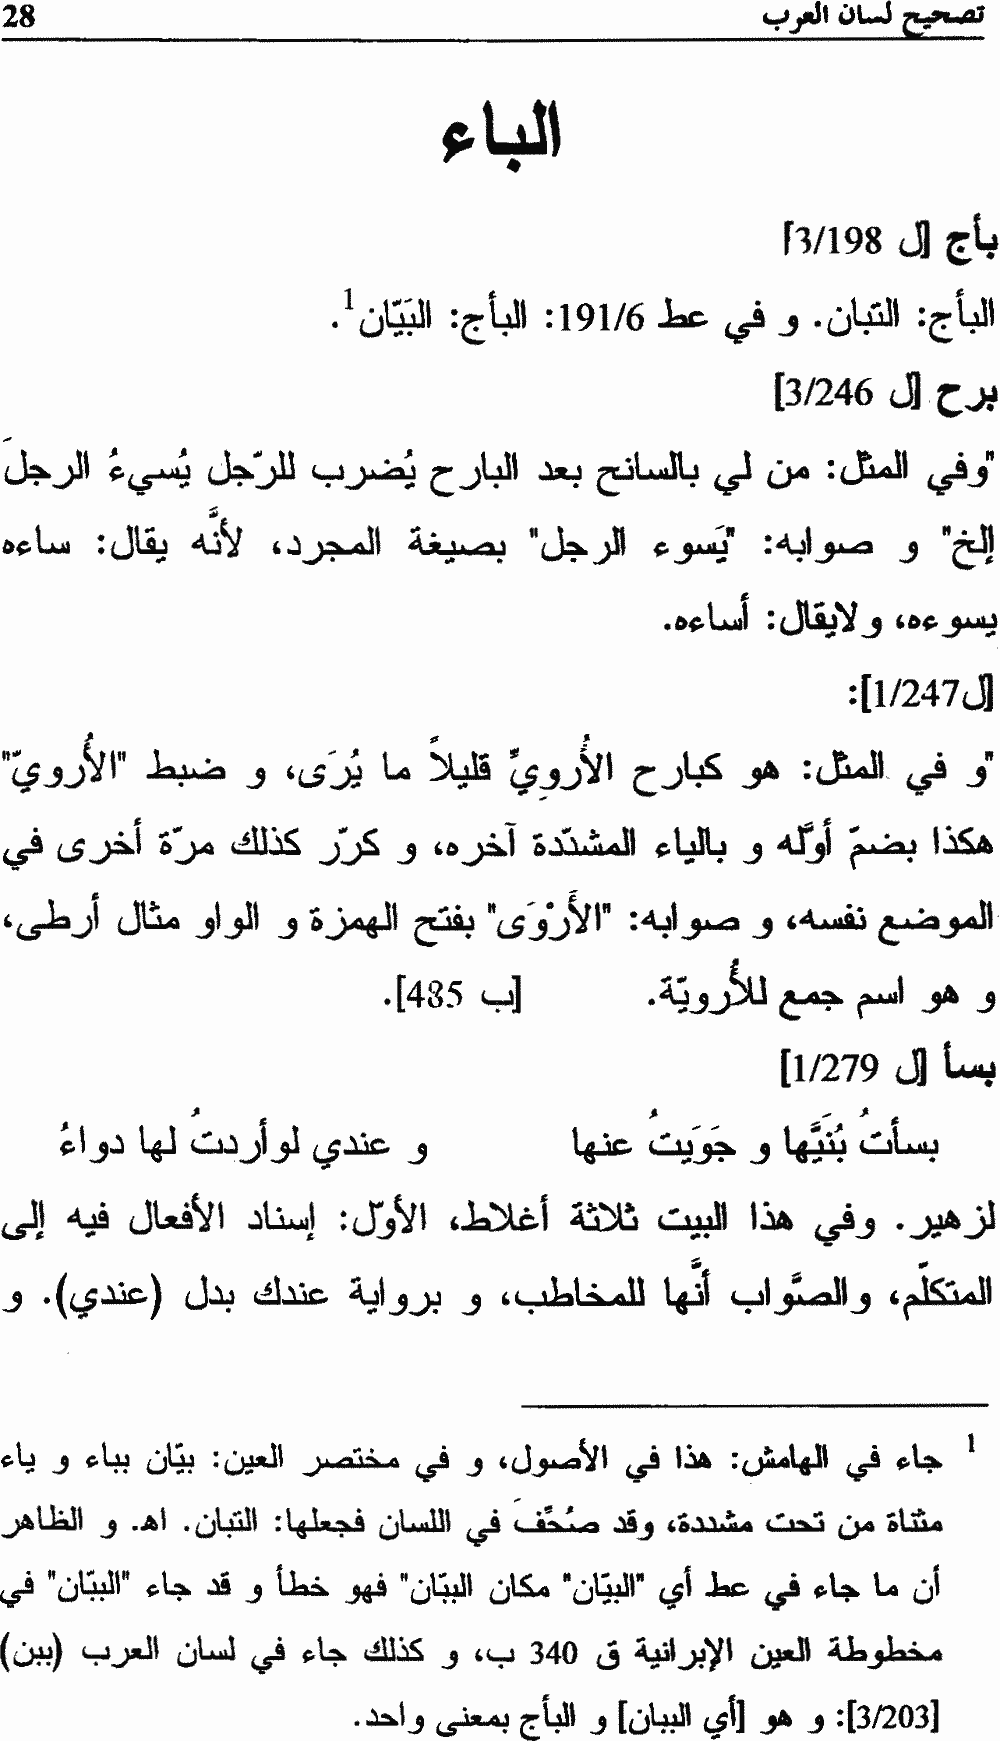 تصحيح لسان العرب 28
الباء
بأج [ل 3/198]
البأج: التبان. و في عط 191/6: البأج: البَيَّان1.
برح [ل 3/246]
"وفي المثل: من لي بالسانح بعد البارح يُضرب للرّجل يُسيءُ الرجلَ
إلخ" و صوابه: "يَسوء الرجل" بصيغة المجرد، لأنَّه يقال: ساءه
يسوءه، ولايقال: أساءه.
[ل1/247]:
"و في المثل: هو كبارح الأُرويِّ قليلاً ما يُرَى، و ضبط "الأُرويّ"
هكذا بضمّ أوّله و بالياء المشدّدة آخره، و كرّر كذلك مرّة أخرى في
الموضع نفسه، و صوابه: "الأَرْوَى" بفتح الهمزة و الواو مثال أرطى،
و هو اسم جمع للأُرويّة. [ب 485].
بسأ [ل 1/279]
بسأتُ بُنَيَّها و جَوَيتُ عنها و عندي لوأردتُ لها دواءُ
لزهير. وفي هذا البيت ثلاثة أغلاط، الأوّل: إسناد الأفعال فيه إلى
المتكلّم، والصَّواب أنَّها للمخاطب، و برواية عندك بدل (عندي). و
1 جاء في الهامش: هذا في الأصول، و في مختصر العين: بيّان بباء و ياء
مثناة من تحت مشددة، وقد صُحِّفَ في اللسان فجعلها: التبان. اهـ. و الظاهر
أن ما جاء في عط أي "البيّان" مكان الببّان" فهو خطأ و قد جاء "الببّان" في
مخطوطة العين الإيرانية ق 340 ب، و كذلك جاء في لسان العرب (ببن)
[3/203]: و هو [أي الببان] و البأج بمعنى واحد.